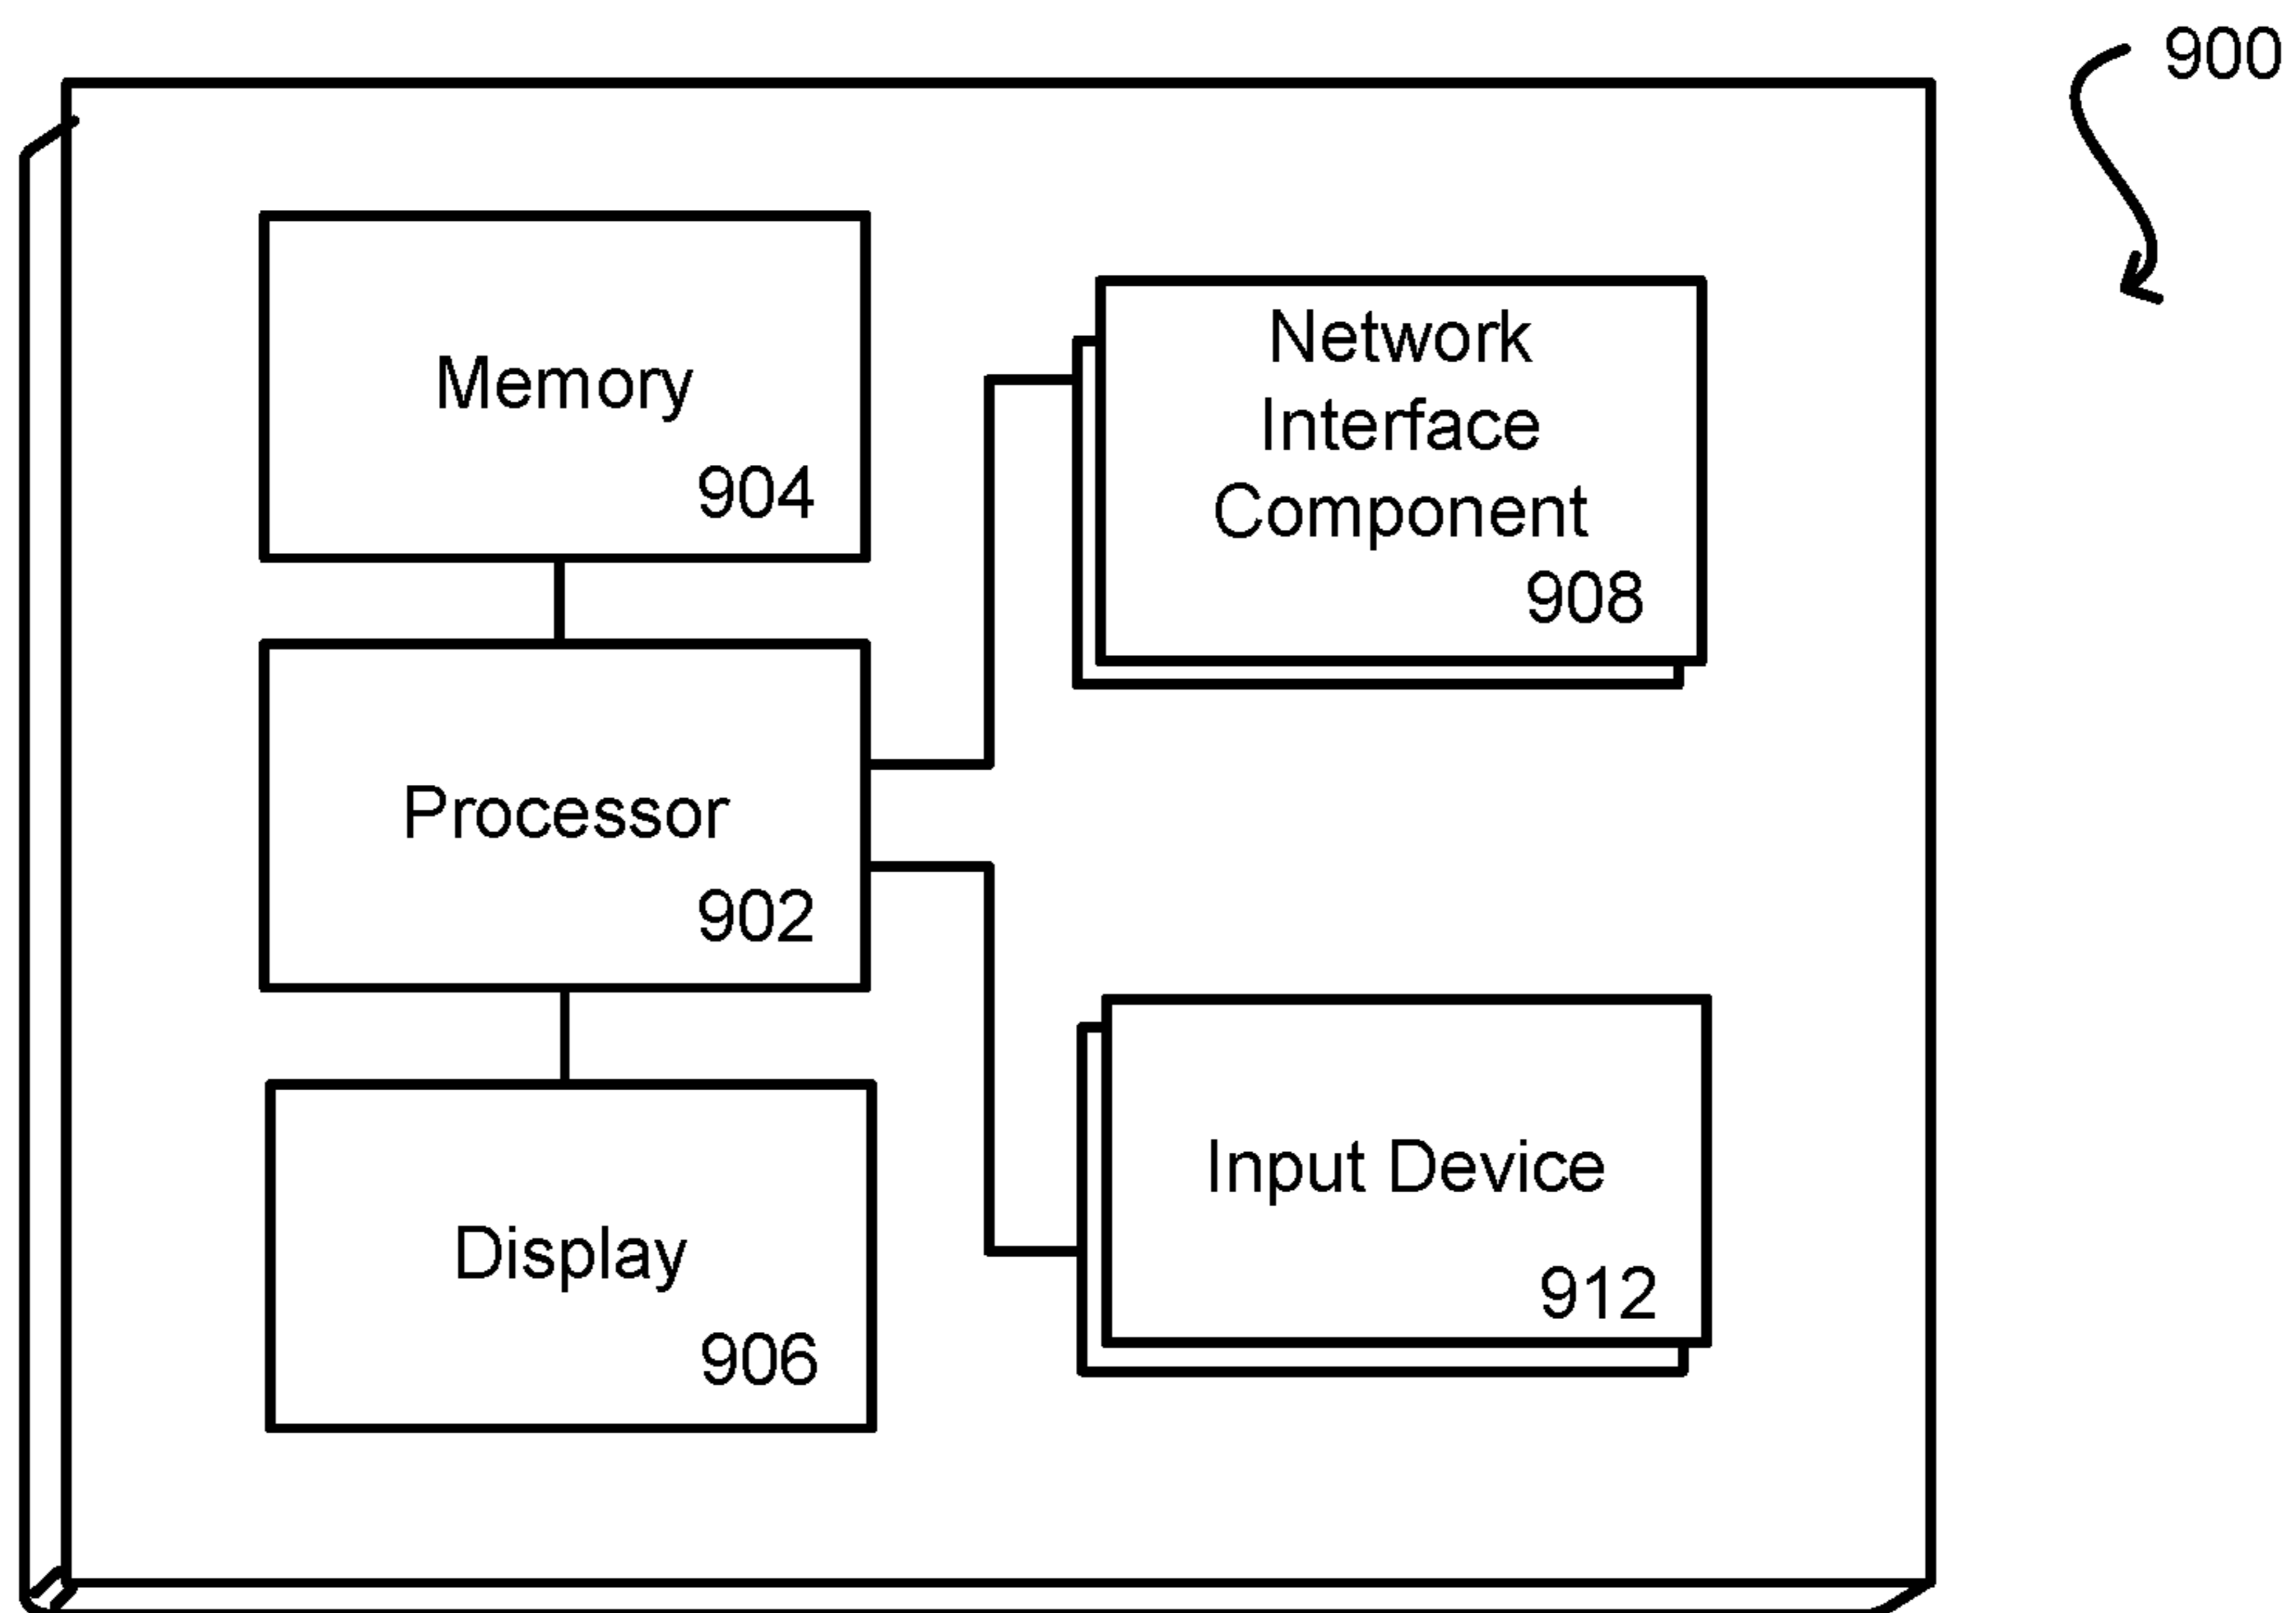 900
Memory
904
Network
Interface
Component
908
Processor
902
Input Device
912
Display
906